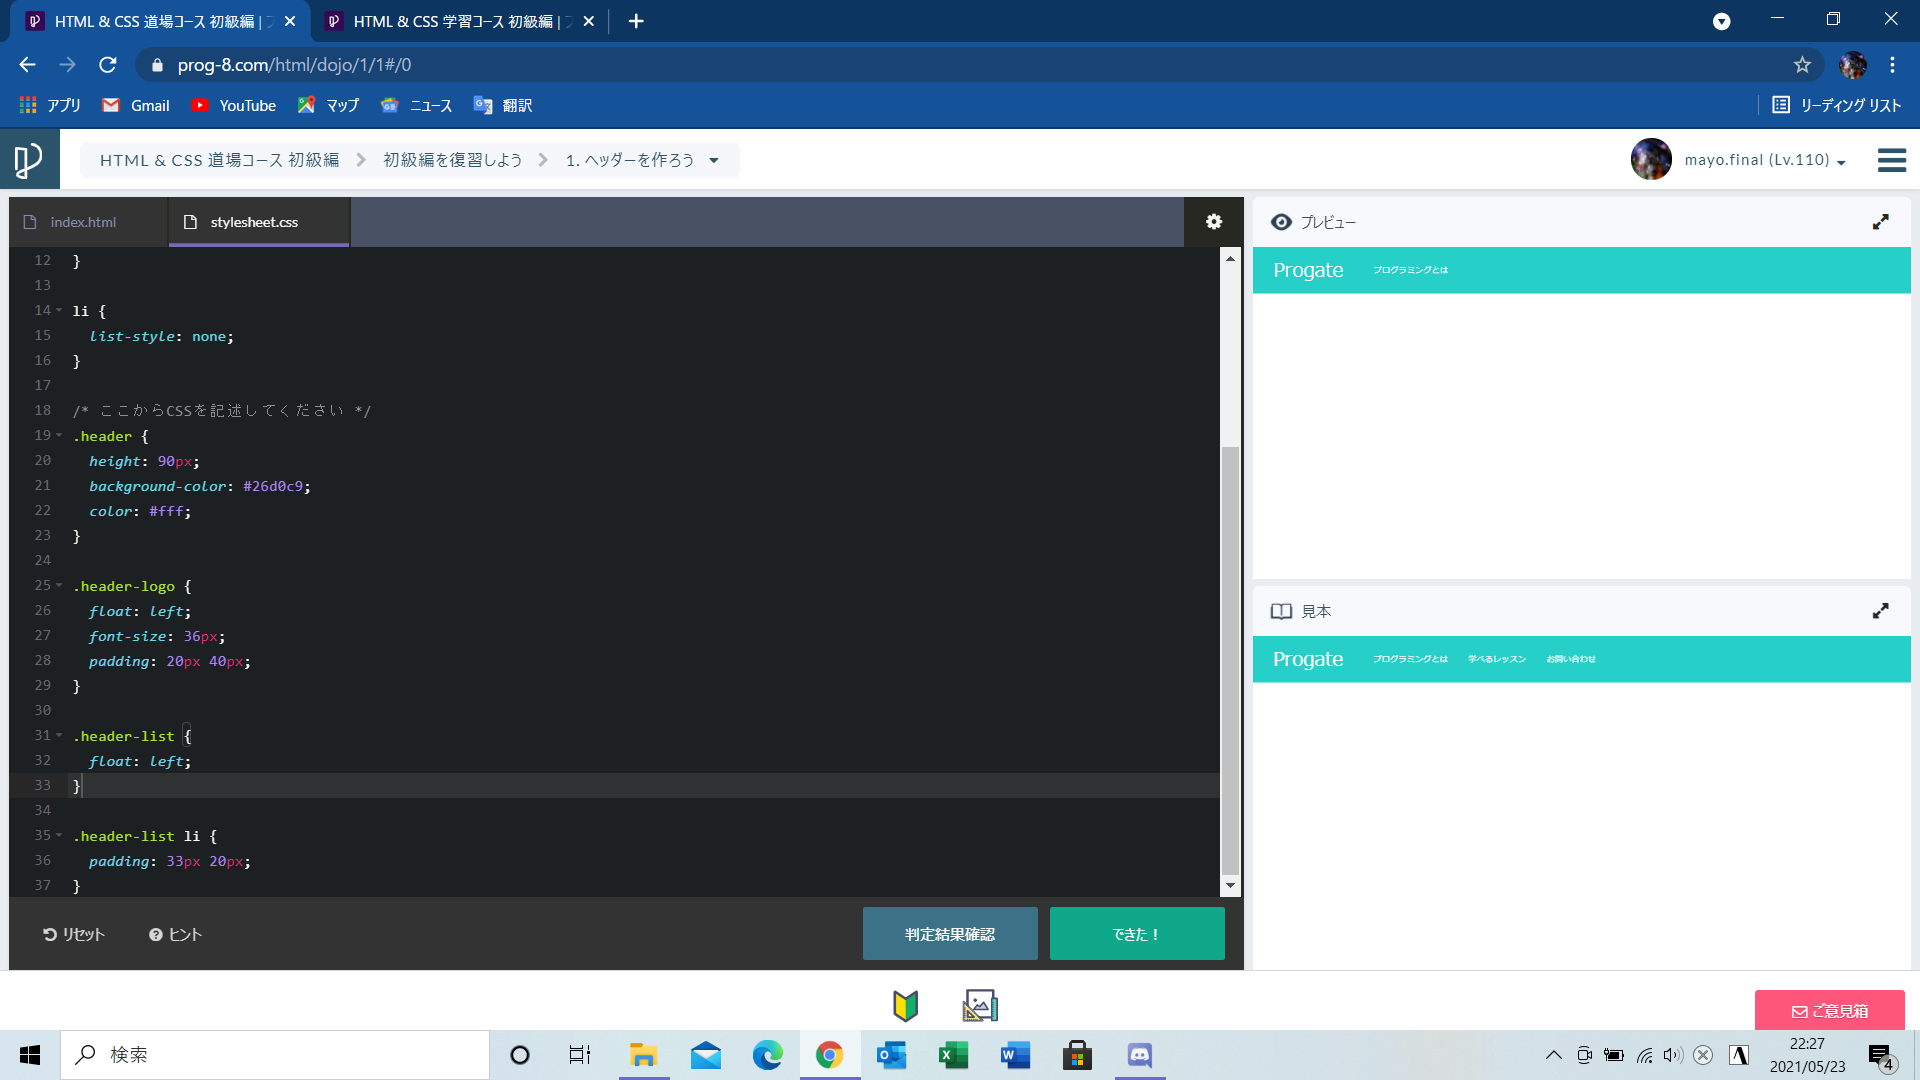 HTML & CSS 道場コース 初級編 |
HTML & CSS 学習コース 初級編 |
prog-8.com/html/dojo/1/1#/0
アプリ
Gmail
YouTube
マップ
ニュース
翻訳
リーディング リスト
HTML & CSS 道場コース 初級編
初級編を復習しよう
1. ヘッダーを作ろう
mayo.final (Lv.110)
index.html
stylesheet.css
プレビュー
12 }
13
14 li {
15 list-style: none;
16 }
17
18 /* ここからCSSを記述してください */
19 .header {
20 height: 90px;
21 background-color: #26d0c9;
22 color: #fff;
23 }
24
25 .header-logo {
26 float: left;
27 font-size: 36px;
28 padding: 20px 40px;
29 }
30
31 .header-list {
32 float: left;
33 }
34
35 .header-list li {
36 padding: 33px 20px;
37 }
Progate
プログラミングとは
見本
Progate
プログラミングとは
学べるレッスン
お問い合わせ
リセット
ヒント
判定結果確認
できた！
ご意見箱
検索
22:27
2021/05/23
4